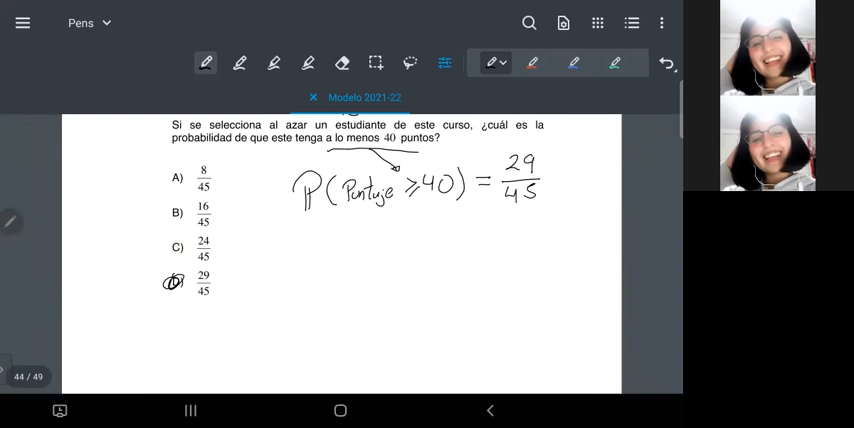 Pens
Modelo 2021-22
Si se selecciona al azar un estudiante de este curso, ¿cuál es la
probabilidad de que este tenga a lo menos 40 puntos?
P(Puntuje ≥ 40) = 29/45
A) 8/45
B) 16/45
C) 24/45
29/45
44 / 49